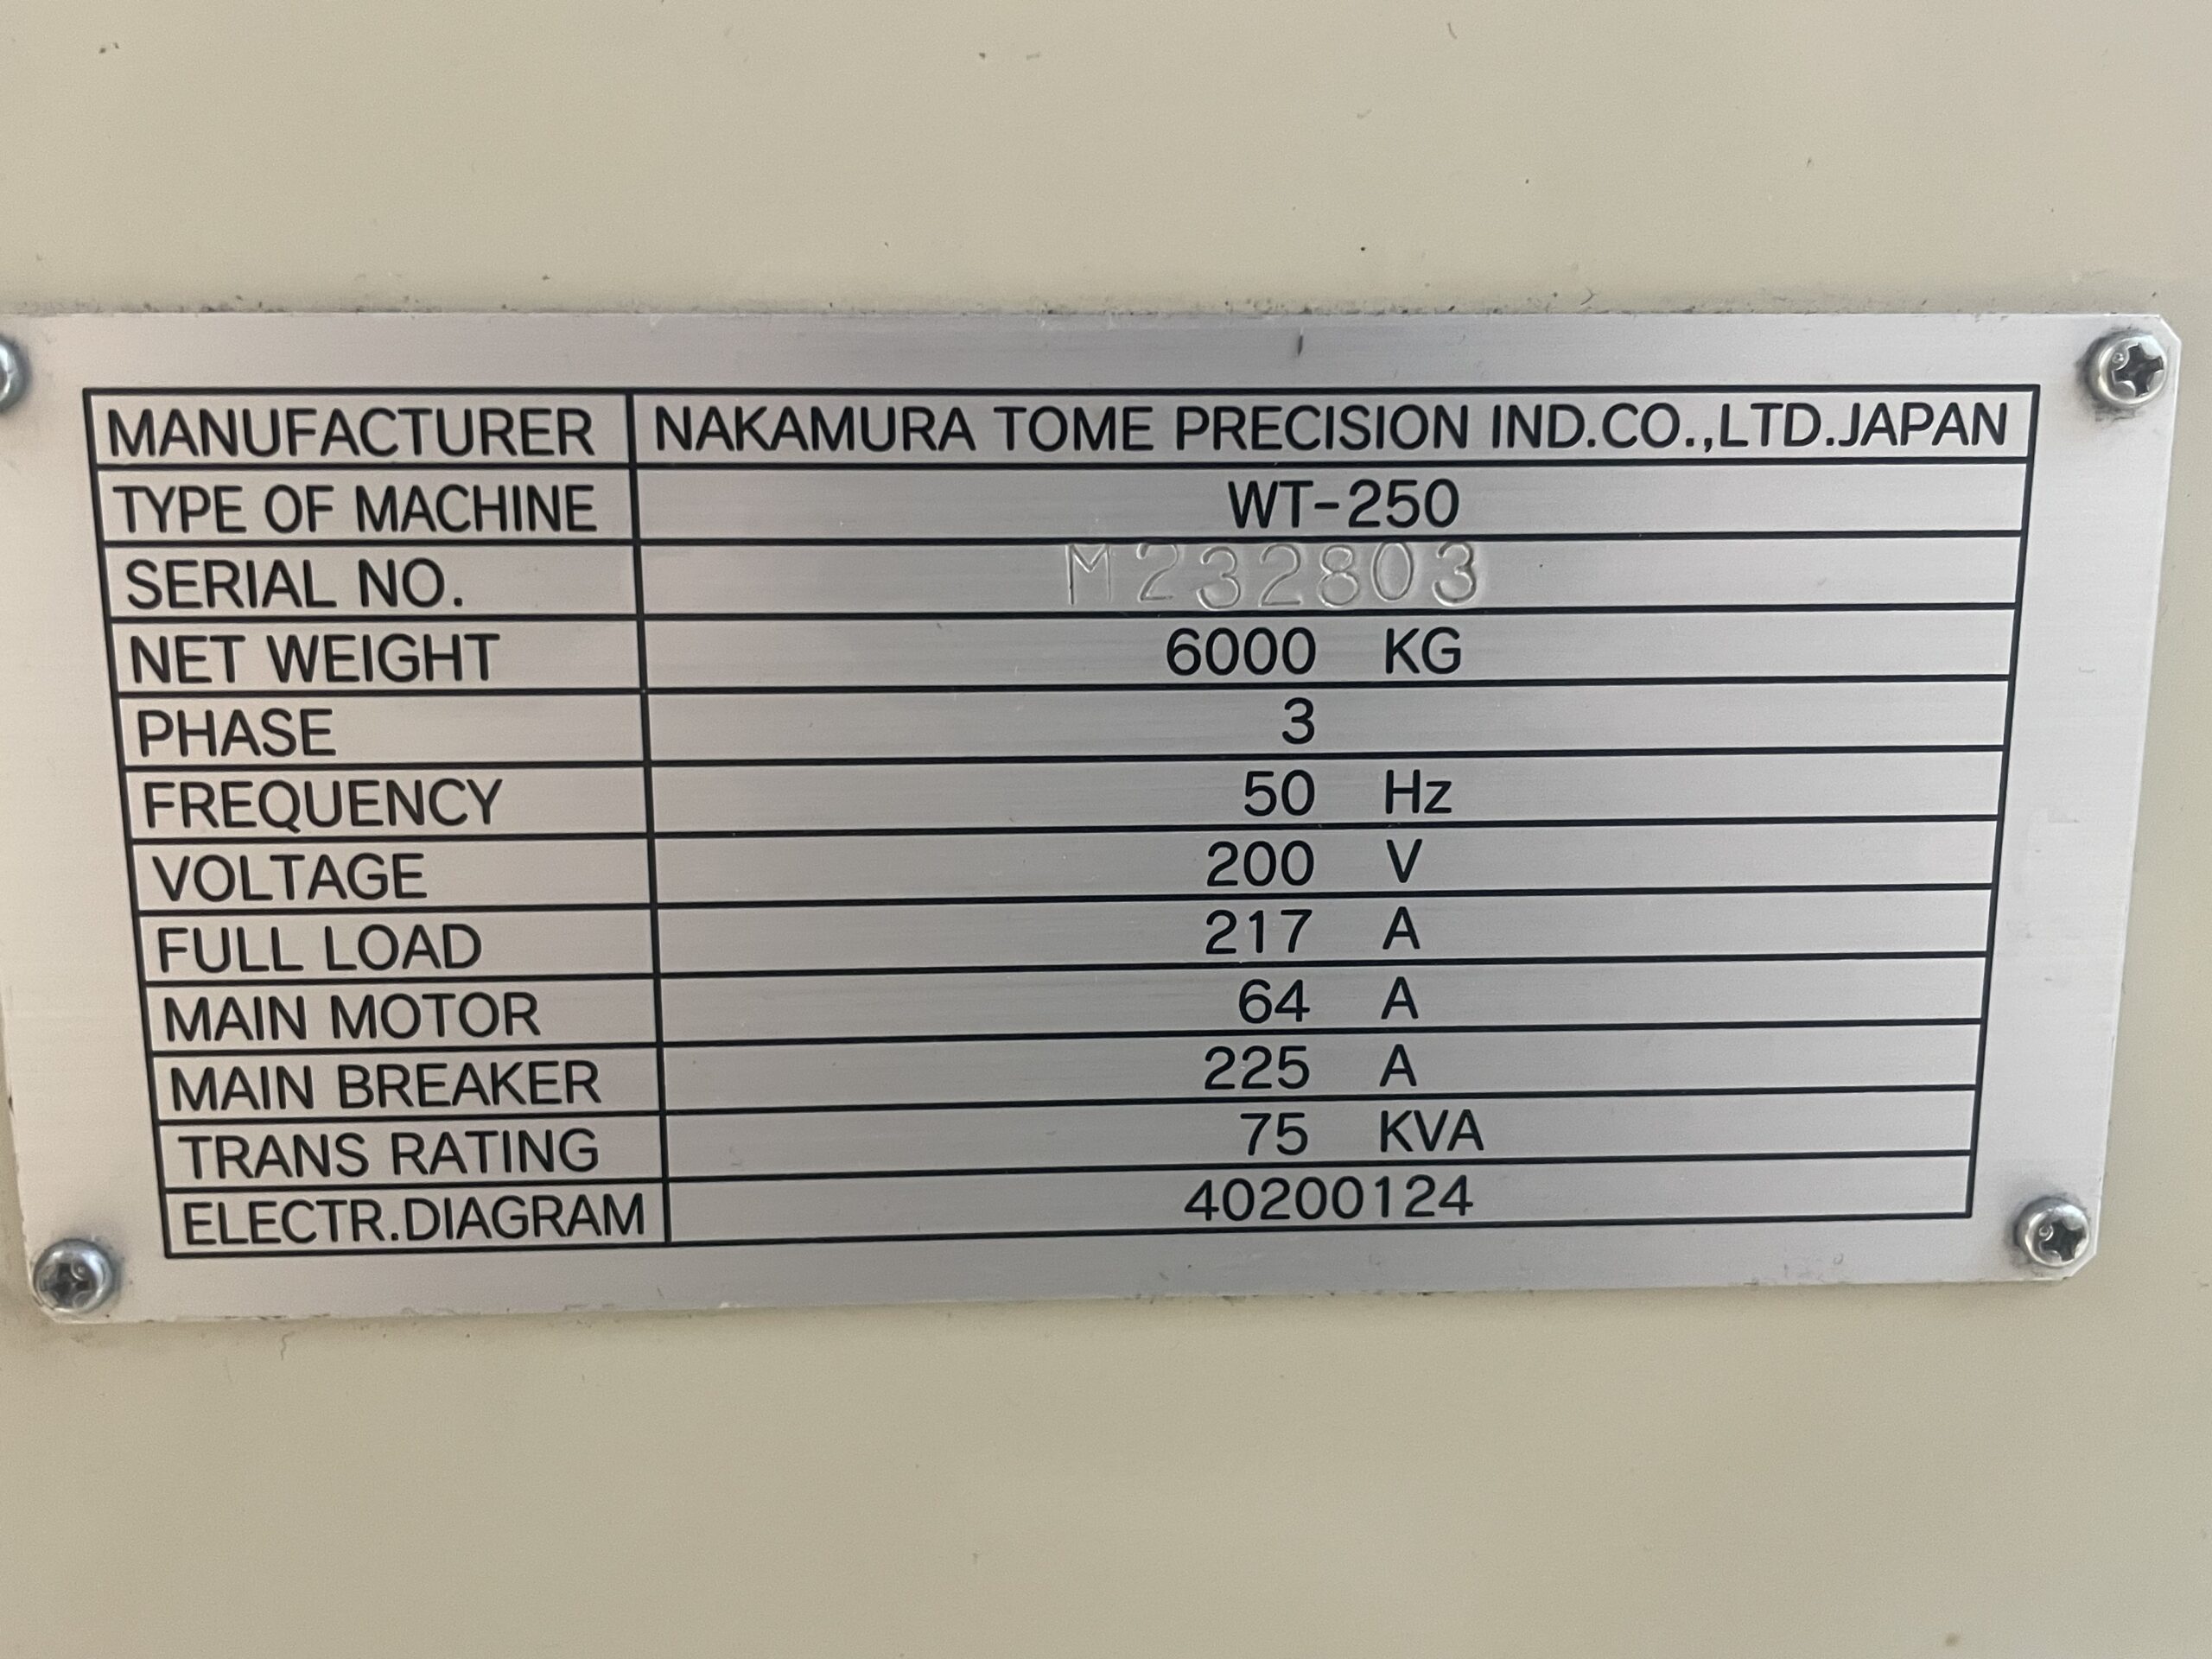 MANUFACTURER NAKAMURA TOME PRECISION IND.CO.,LTD.JAPAN
TYPE OF MACHINE WT-250
SERIAL NO. M232803
NET WEIGHT 6000 KG
PHASE 3
FREQUENCY 50 Hz
VOLTAGE 200 V
FULL LOAD 217 A
MAIN MOTOR 64 A
MAIN BREAKER 225 A
TRANS RATING 75 KVA
ELECTR.DIAGRAM 40200124